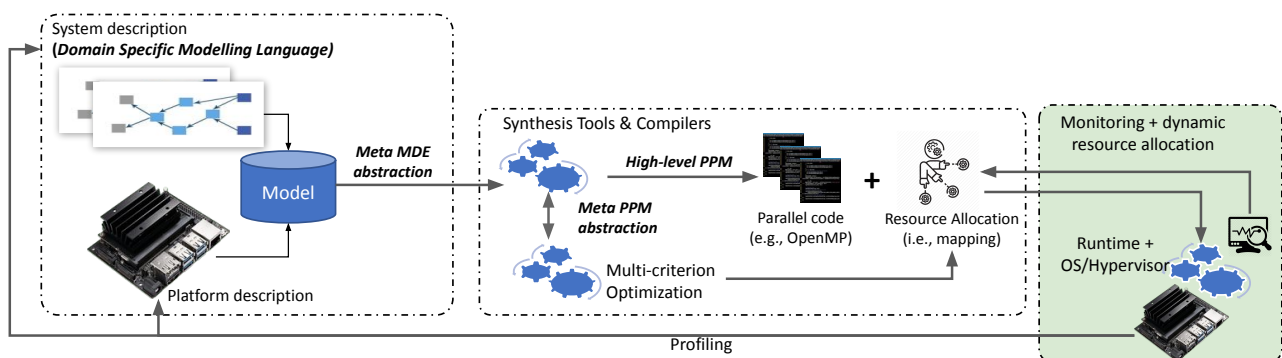 System description
(Domain Specific Modelling Language)
Model
Platform description
Meta MDE
abstraction
Synthesis Tools & Compilers
High-level PPM
Meta PPM
abstraction
Multi-criterion
Optimization
Parallel code
(e.g., OpenMP)
+
Resource Allocation
(i.e., mapping)
Monitoring + dynamic
resource allocation
Runtime +
OS/Hypervisor
Profiling